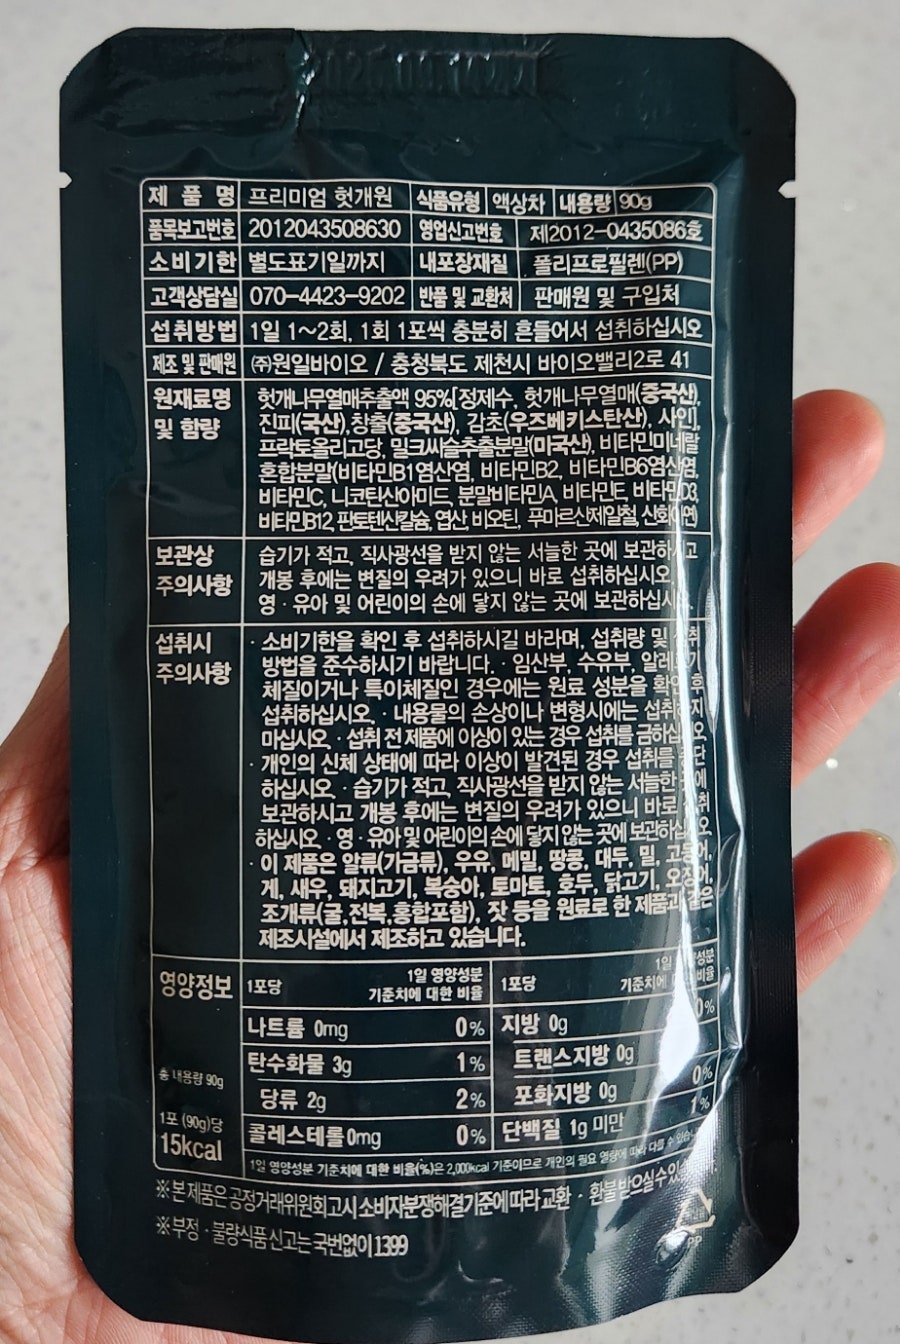 제 품 명 프리미엄 헛개원 식품유형 액상차 내용량 90g
품목보고번호 2012043508630 영업신고번호 제2012-0435086호
소비기한 별도표기일까지 내포장재질 폴리프로필렌(PP)
고객상담실 070-4423-9202 반품 및 교환처 판매원 및 구입처
섭취방법 1일 1~2회, 1회 1포씩 충분히 흔들어서 섭취하십시오
제조 및 판매원 ㈜원일바이오 / 충청북도 제천시 바이오밸리2로 41
원재료명 및 함량
헛개나무열매추출액 95%[정제수, 헛개나무열매(중국산),
진피(국산),창출(중국산), 감초(우즈베키스탄산), 사인],
프락토올리고당, 밀크씨슬추출분말(미국산), 비타민미네랄
혼합분말(비타민B1염산염, 비타민B2, 비타민B6염산염,
비타민C, 니코틴산아미드, 분말비타민A, 비타민E, 비타민D3,
비타민B12, 판토텐산칼슘, 엽산, 비오틴, 푸마르산제일철, 산화아연)
보관상 주의사항
습기가 적고, 직사광선을 받지 않는 서늘한 곳에 보관하고
개봉 후에는 변질의 우려가 있으니 바로 섭취하십시오.
영·유아 및 어린이의 손에 닿지 않는 곳에 보관하십시오.
섭취시 주의사항
· 소비기한을 확인 후 섭취하시길 바라며, 섭취량 및 섭취
방법을 준수하시기 바랍니다. · 임산부, 수유부, 알레르기
체질이거나 특이체질인 경우에는 원료 성분을 확인 후
섭취하십시오. · 내용물의 손상이나 변형시에는 섭취하지
마십시오. · 섭취 전 제품에 이상이 있는 경우 섭취를 금하십시오.
· 개인의 신체 상태에 따라 이상이 발견된 경우 섭취를 중단
하십시오. · 습기가 적고, 직사광선을 받지 않는 서늘한 곳에
보관하시고 개봉 후에는 변질의 우려가 있으니 바로 섭취
하십시오. · 영·유아 및 어린이의 손에 닿지 않는 곳에 보관하십시오.
· 이 제품은 알류(가금류), 우유, 메밀, 땅콩, 대두, 밀, 고등어,
게, 새우, 돼지고기, 복숭아, 토마토, 호두, 닭고기, 오징어,
조개류(굴,전복,홍합포함), 잣 등을 원료로 한 제품과 같은
제조시설에서 제조하고 있습니다.
영양정보 1포당 1일 영양성분 기준치에 대한 비율 1포당 1일 영양성분 기준치에 대한 비율
나트륨 0mg 0% 지방 0g 0%
탄수화물 3g 1% 트랜스지방 0g
총 내용량 90g
당류 2g 2% 포화지방 0g 0%
1포 (90g)당
15kcal
콜레스테롤 0mg 0% 단백질 1g 미만 1%
1일 영양성분 기준치에 대한 비율(%)은 2,000kcal 기준이므로 개인의 필요 열량에 따라 다를 수 있습니
※본 제품은 공정거래위원회 고시 소비자분쟁해결기준에 따라 교환·환불 받으실 수 있
※부정·불량식품 신고는 국번없이 1399
PP